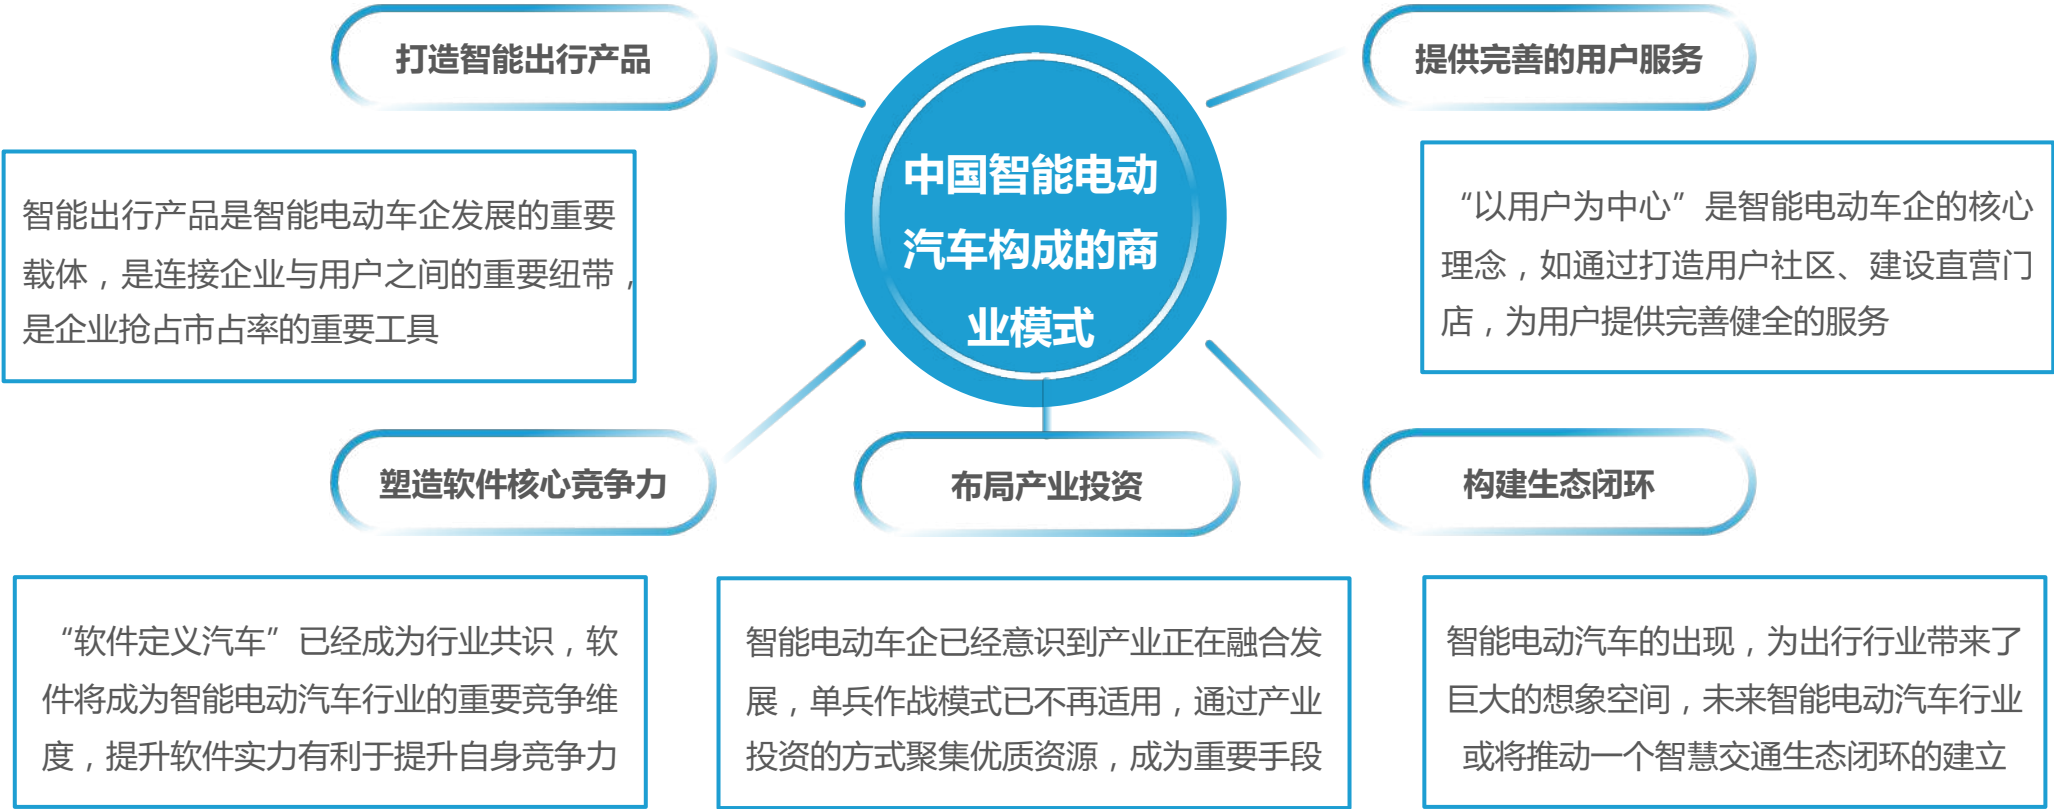 打造智能出行产品
智能出行产品是智能电动车企发展的重要
载体，是连接企业与用户之间的重要纽带，
是企业抢占市占率的重要工具
中国智能电动
汽车构成的商
业模式
提供完善的用户服务
“以用户为中心”是智能电动车企的核心
理念，如通过打造用户社区、建设直营门
店，为用户提供完善健全的服务
塑造软件核心竞争力
“软件定义汽车”已经成为行业共识，软
件将成为智能电动汽车行业的重要竞争维
度，提升软件实力有利于提升自身竞争力
布局产业投资
智能电动车企已经意识到产业正在融合发
展，单兵作战模式已不再适用，通过产业
投资的方式聚集优质资源，成为重要手段
构建生态闭环
智能电动汽车的出现，为出行行业带来了
巨大的想象空间，未来智能电动汽车行业
或将推动一个智慧交通生态闭环的建立